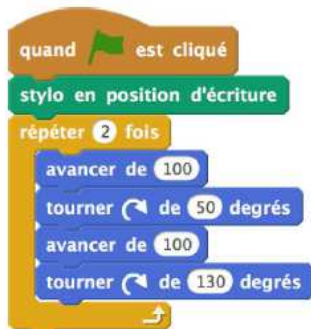 quand est cliqué
stylo en position d'écriture
répéter 2 fois
avancer de 100
tourner de 50 degrés
avancer de 100
tourner de 130 degrés